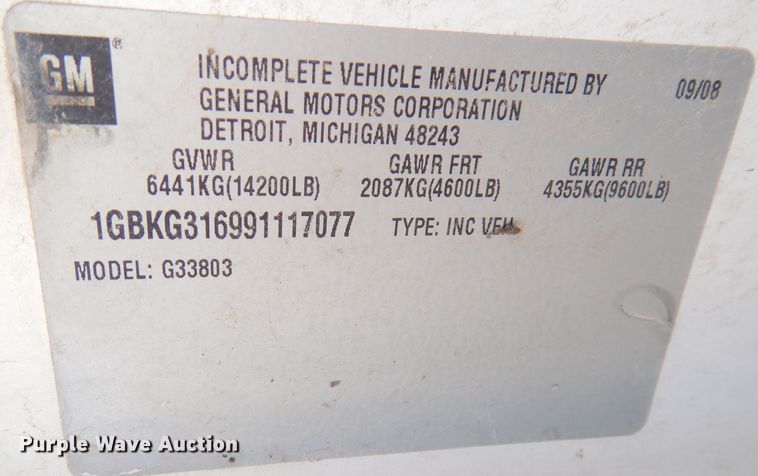 GM®
INCOMPLETE VEHICLE MANUFACTURED BY 09/08
GENERAL MOTORS CORPORATION
DETROIT, MICHIGAN 48243
GVWR GAWR FRT GAWR RR
6441KG(14200LB) 2087KG(4600LB) 4355KG(9600LB)
1GBKG316991117077 TYPE: INC VEH
MODEL: G33803
Purple Wave Auction